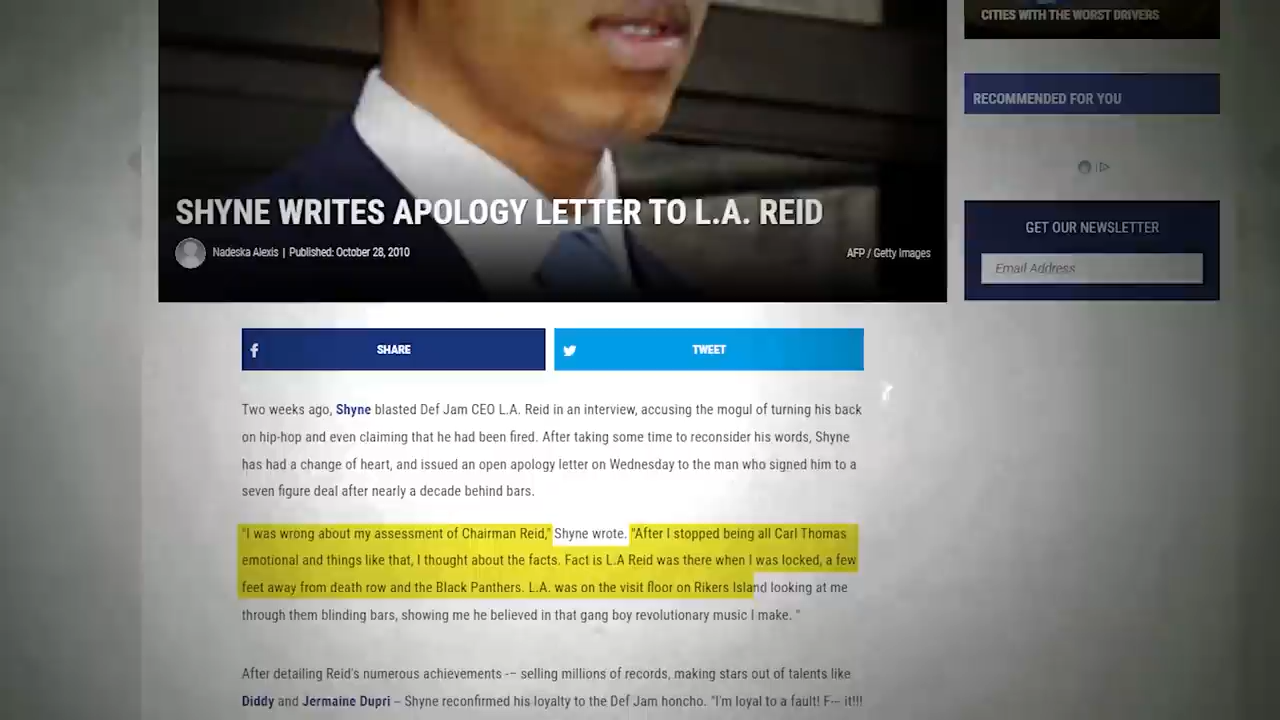 CITIES WITH THE WORST DRIVERS
RECOMMENDED FOR YOU
SHYNE WRITES APOLOGY LETTER TO L.A. REID
Nadeska Alexis | Published: October 28, 2010
AFP / Getty Images
GET OUR NEWSLETTER
Email Address
SHARE
TWEET
Two weeks ago, Shyne blasted Def Jam CEO L.A. Reid in an interview, accusing the mogul of turning his back
on hip-hop and even claiming that he had been fired. After taking some time to reconsider his words, Shyne
has had a change of heart, and issued an open apology letter on Wednesday to the man who signed him to a
seven figure deal after nearly a decade behind bars.
"I was wrong about my assessment of Chairman Reid," Shyne wrote. "After I stopped being all Carl Thomas
emotional and things like that, I thought about the facts. Fact is L.A Reid was there when I was locked, a few
feet away from death row and the Black Panthers. L.A. was on the visit floor on Rikers Island looking at me
through them blinding bars, showing me he believed in that gang boy revolutionary music I make. "
After detailing Reid's numerous achievements -- selling millions of records, making stars out of talents like
Diddy and Jermaine Dupri – Shyne reconfirmed his loyalty to the Def Jam honcho. "I'm loyal to a fault! F-- it!!!